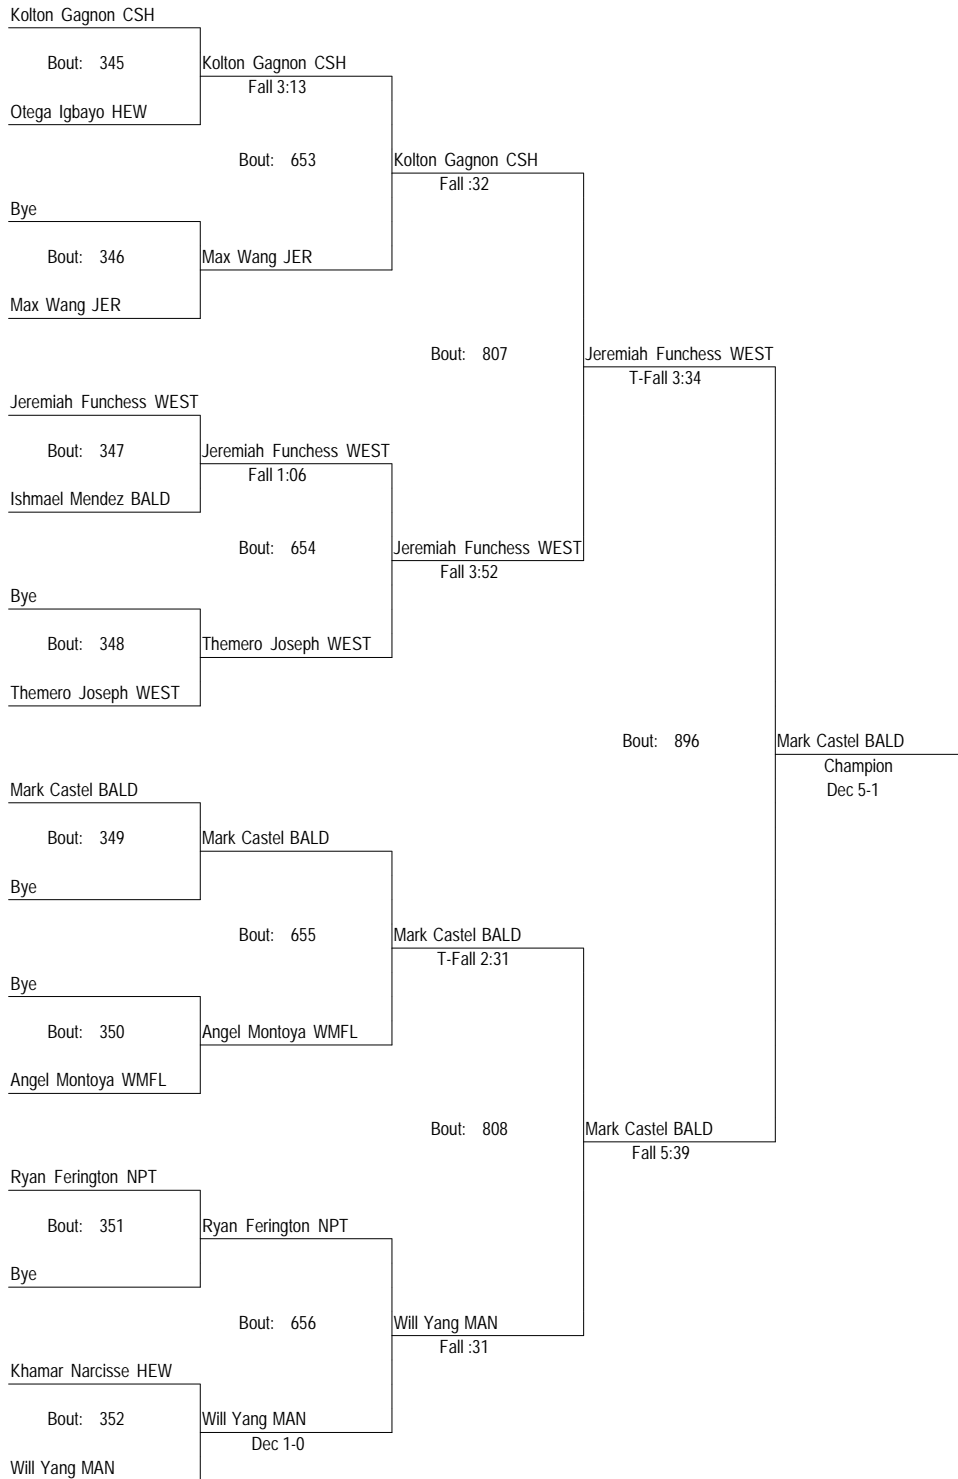 Kolton Gagnon CSH
Bout: 345
Kolton Gagnon CSH
Fall 3:13
Otega Igbayo HEW
Bout: 653
Kolton Gagnon CSH
Fall :32
Bye
Bout: 346
Max Wang JER
Max Wang JER
Bout: 807
Jeremiah Funchess WEST
T-Fall 3:34
Jeremiah Funchess WEST
Bout: 347
Jeremiah Funchess WEST
Fall 1:06
Ishmael Mendez BALD
Bout: 654
Jeremiah Funchess WEST
Fall 3:52
Bye
Bout: 348
Themero Joseph WEST
Themero Joseph WEST
Bout: 896
Mark Castel BALD
Champion
Dec 5-1
Mark Castel BALD
Bout: 349
Mark Castel BALD
Bye
Bout: 655
Mark Castel BALD
T-Fall 2:31
Bye
Bout: 350
Angel Montoya WMFL
Angel Montoya WMFL
Bout: 808
Mark Castel BALD
Fall 5:39
Ryan Ferington NPT
Bout: 351
Ryan Ferington NPT
Bye
Bout: 656
Will Yang MAN
Fall :31
Khamar Narcisse HEW
Bout: 352
Will Yang MAN
Dec 1-0
Will Yang MAN